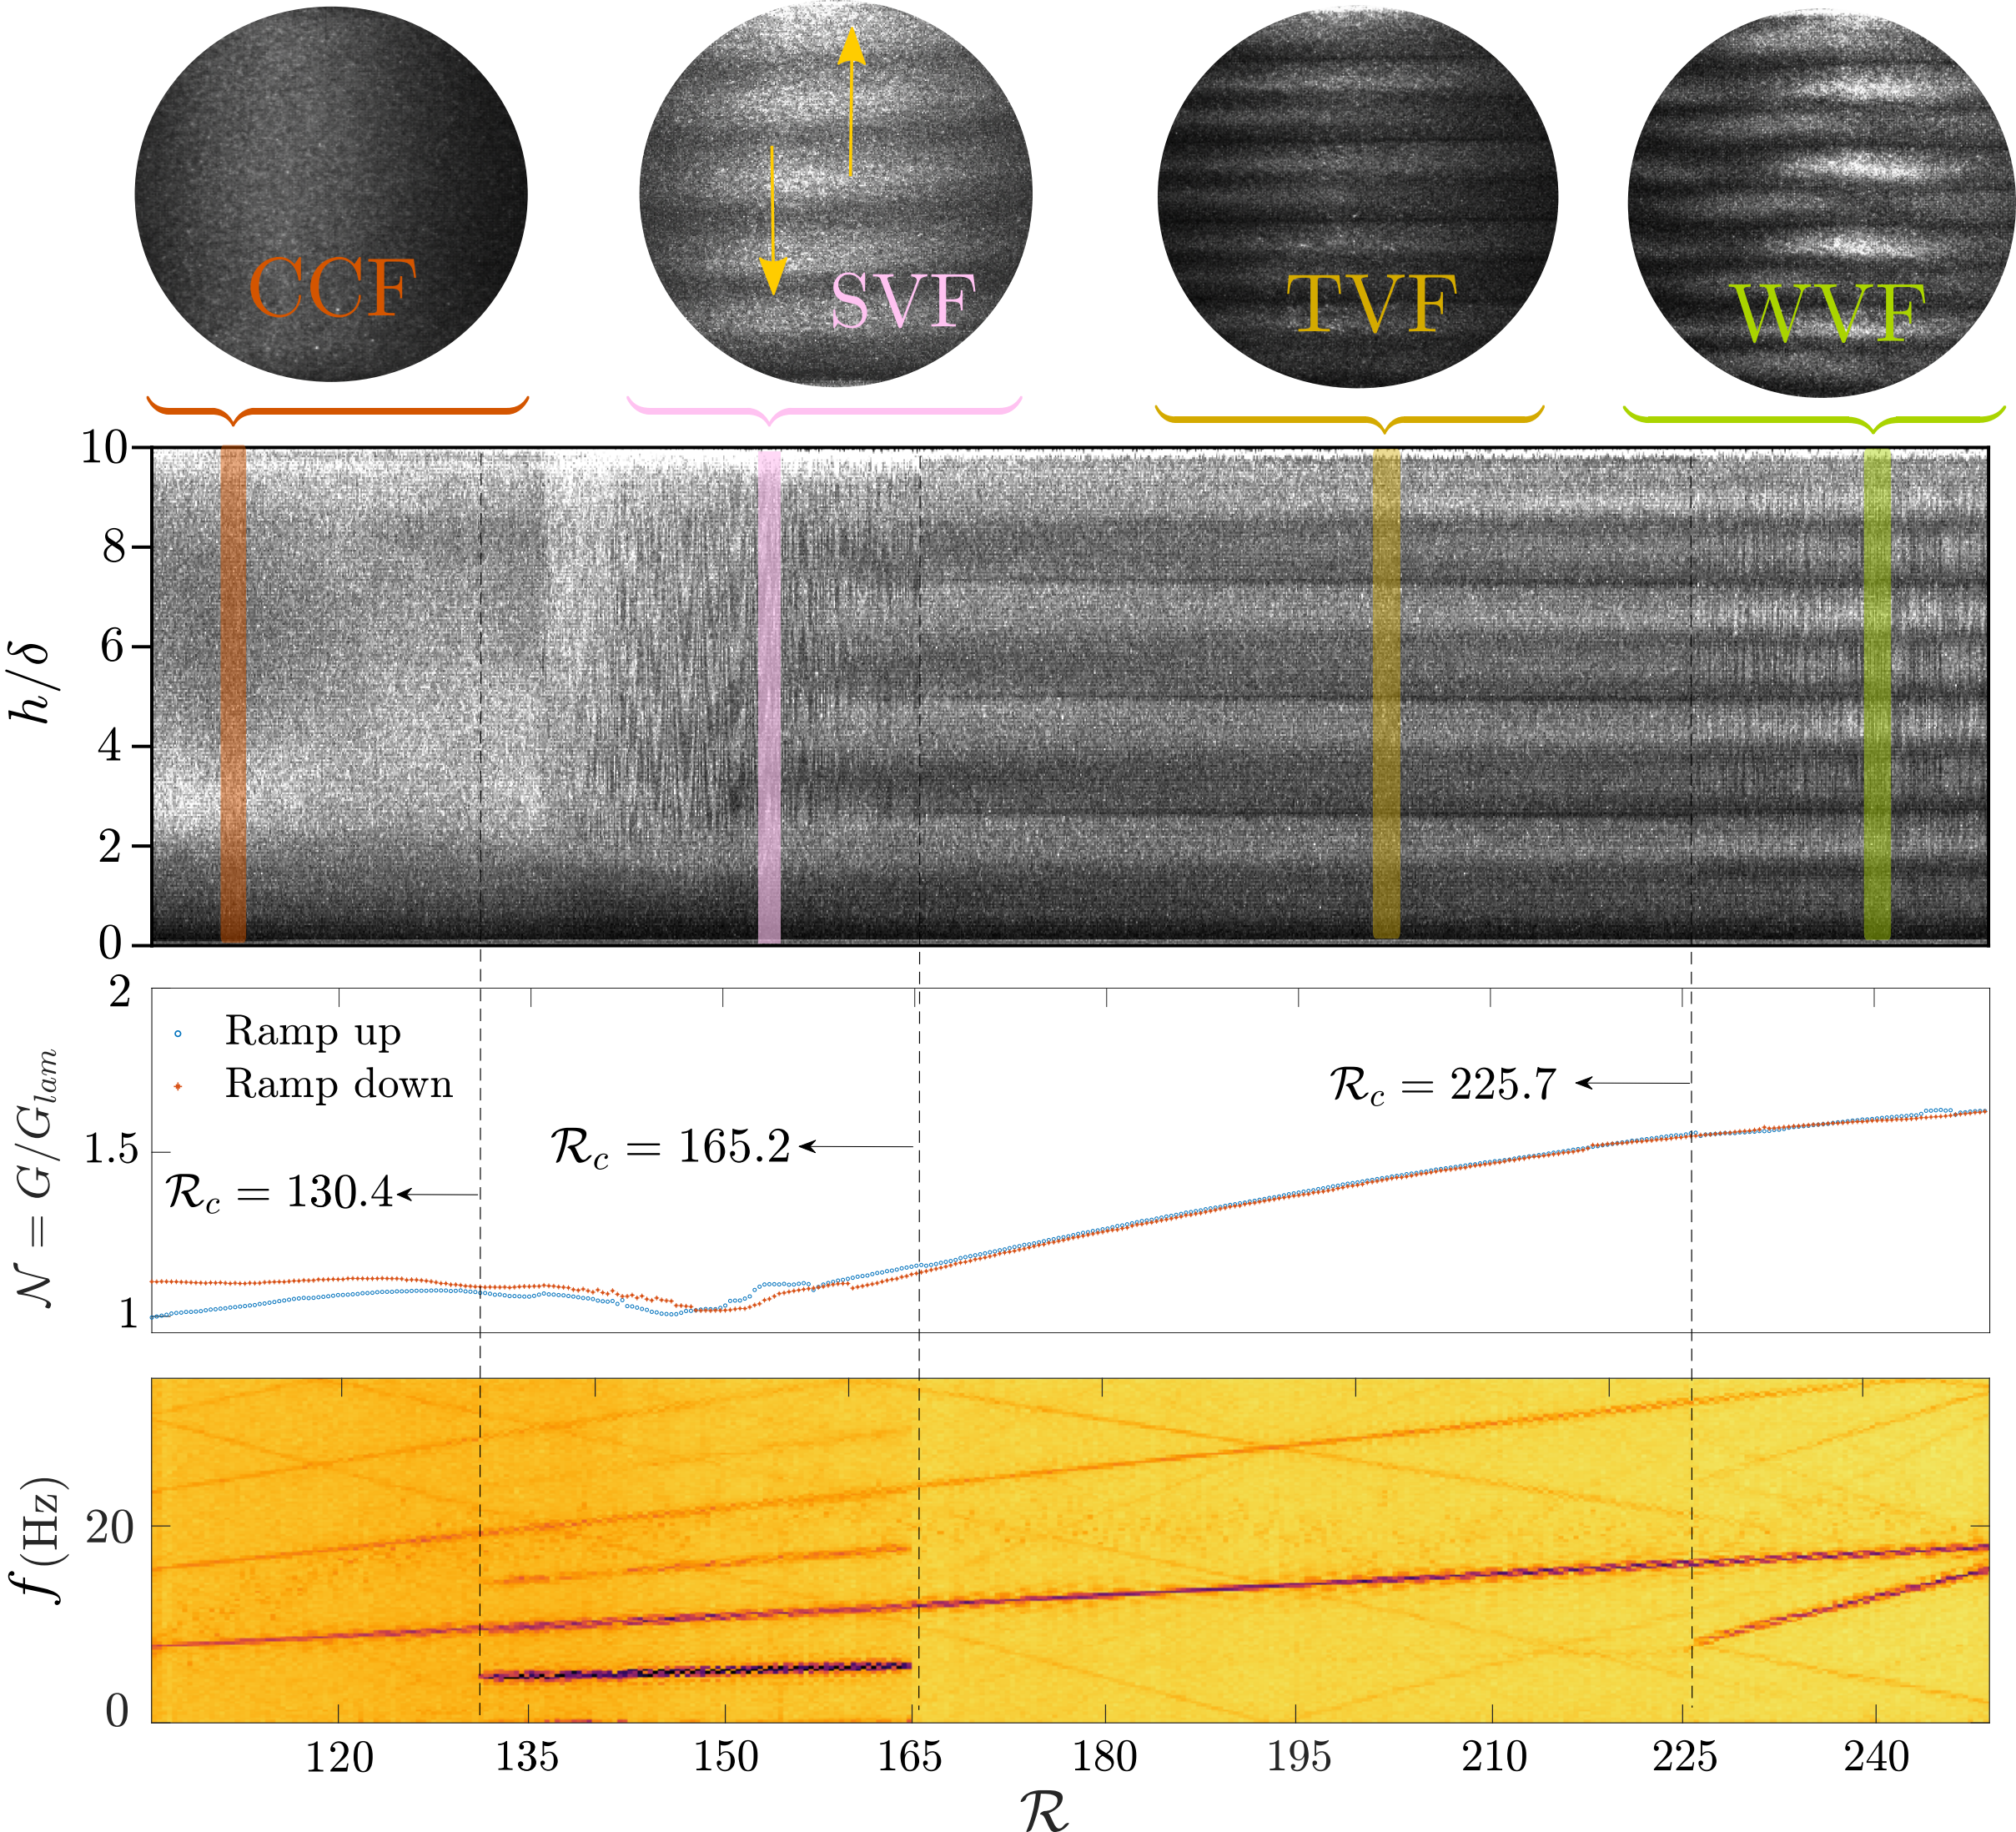 CCF
SVF
TVF
WVF
10
8
6
4
2
0
h/δ
2
1.5
1
𝒩 = G/G_lam
Ramp up
Ramp down
ℛ_c = 130.4
ℛ_c = 165.2
ℛ_c = 225.7
20
0
f(Hz)
120 135 150 165 180 195 210 225 240
ℛ